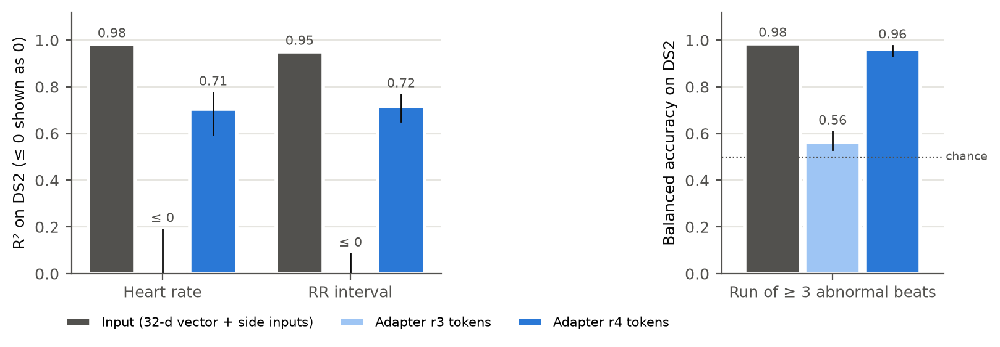 R² on DS2 (≤ 0 shown as 0)
1.0
0.8
0.6
0.4
0.2
0.0
0.98
≤ 0
0.71
0.95
≤ 0
0.72
Heart rate
RR interval
Balanced accuracy on DS2
1.0
0.8
0.6
0.4
0.2
0.0
0.98
0.56
0.96
chance
Run of ≥ 3 abnormal beats
Input (32-d vector + side inputs)
Adapter r3 tokens
Adapter r4 tokens